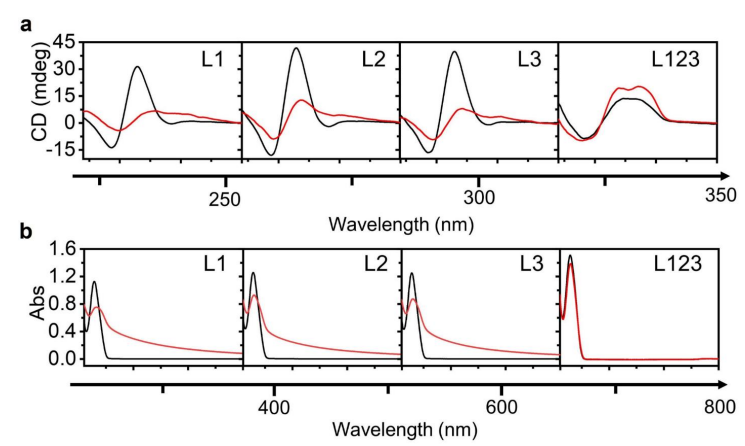 a
CD (mdeg)
45
30
15
0
-15
L1
L2
L3
L123
250
300
350
Wavelength (nm)
b
Abs
1.6
1.2
0.8
0.4
0.0
L1
L2
L3
L123
400
600
800
Wavelength (nm)